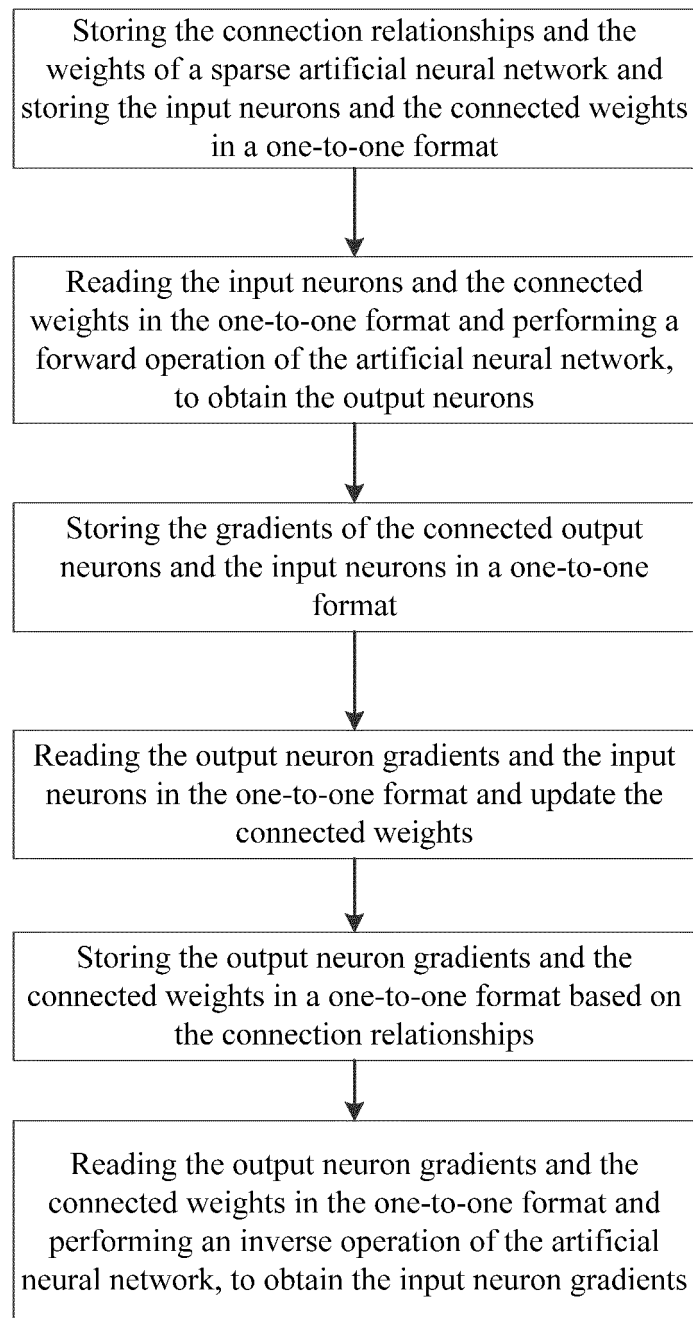 Storing the connection relationships and the
weights of a sparse artificial neural network and
storing the input neurons and the connected weights
in a one-to-one format
Reading the input neurons and the connected
weights in the one-to-one format and performing a
forward operation of the artificial neural network,
to obtain the output neurons
Storing the gradients of the connected output
neurons and the input neurons in a one-to-one
format
Reading the output neuron gradients and the input
neurons in the one-to-one format and update the
connected weights
Storing the output neuron gradients and the
connected weights in a one-to-one format based on
the connection relationships
Reading the output neuron gradients and the
connected weights in the one-to-one format and
performing an inverse operation of the artificial
neural network, to obtain the input neuron gradients